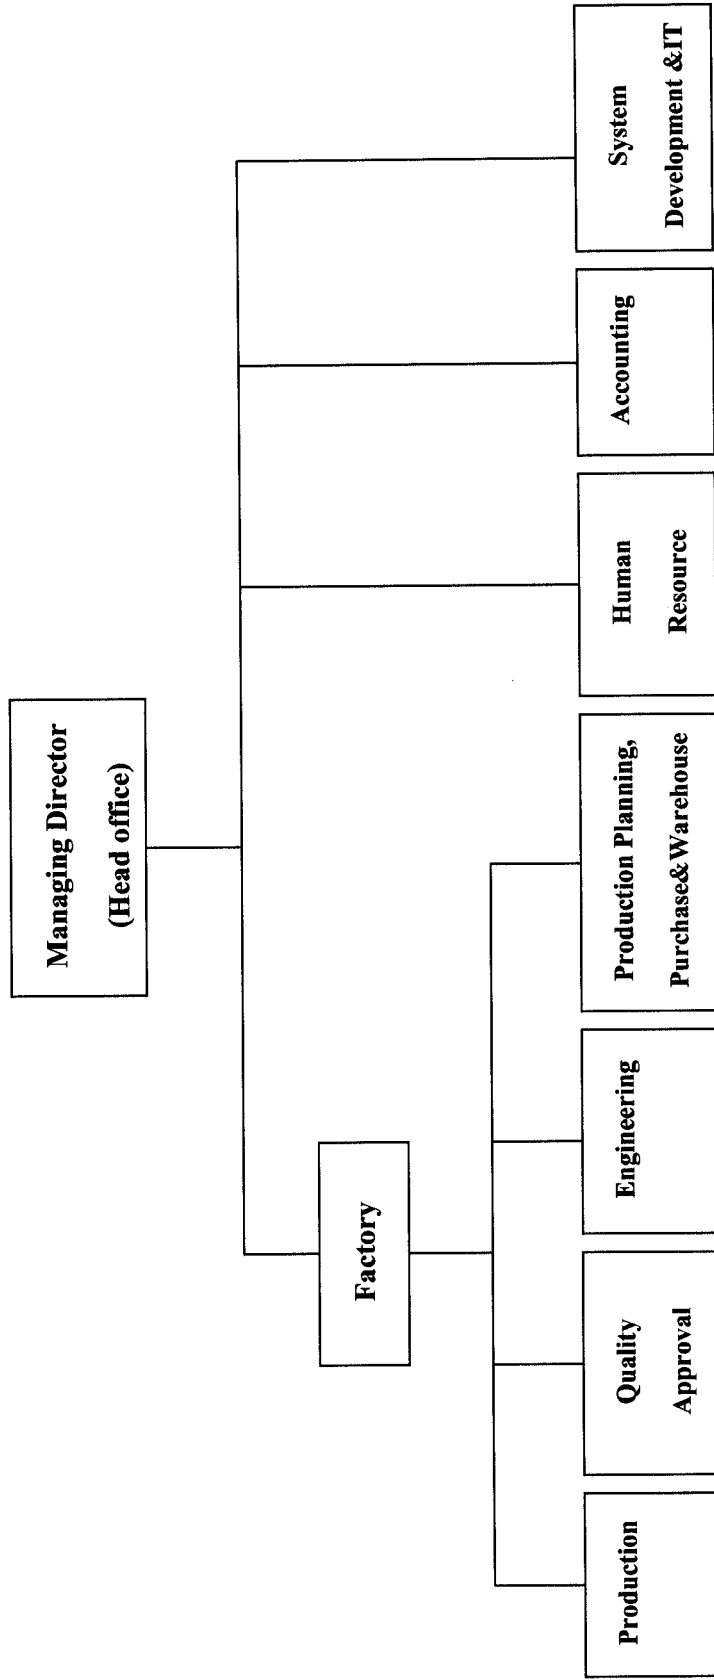 Managing Director
(Head office)
Factory
Production
Quality
Approval
Engineering
Production Planning,
Purchase&Warehouse
Human
Resource
Accounting
System
Development &IT